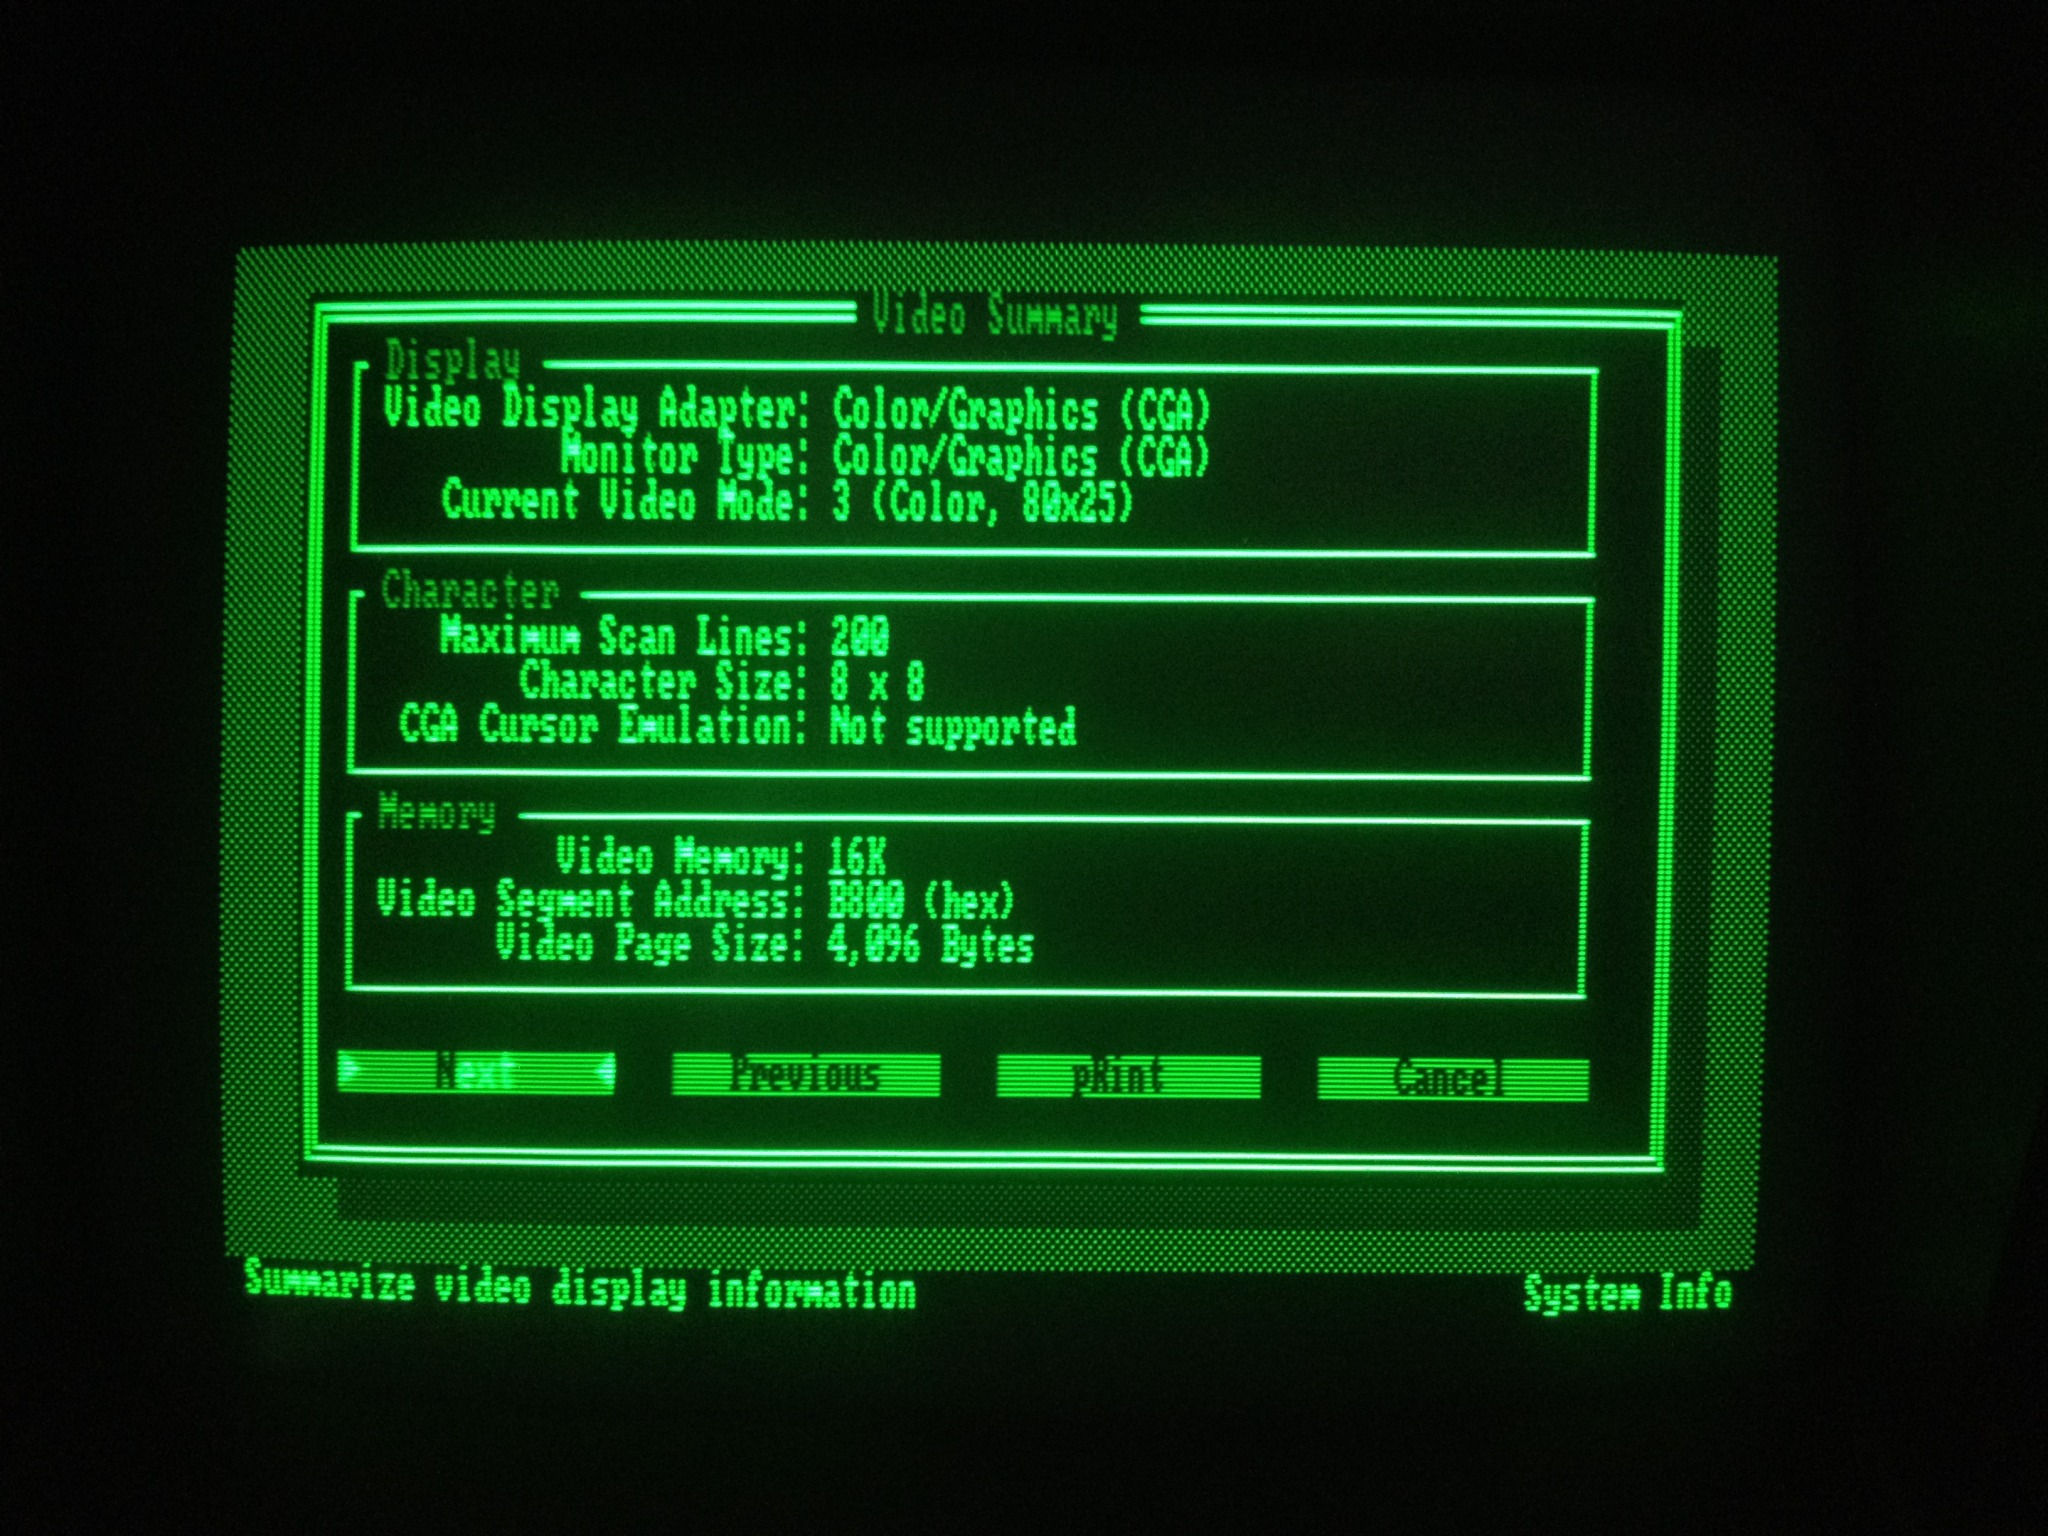 Video Summary
Display
Video Display Adapter: Color/Graphics (CGA)
Monitor Type: Color/Graphics (CGA)
Current Video Mode: 3 (Color, 80x25)
Character
Maximum Scan Lines: 200
Character Size: 8 x 8
CGA Cursor Emulation: Not supported
Memory
Video Memory: 16K
Video Segment Address: B800 (hex)
Video Page Size: 4,096 Bytes
Next Previous pRint Cancel
Summarize video display information System Info